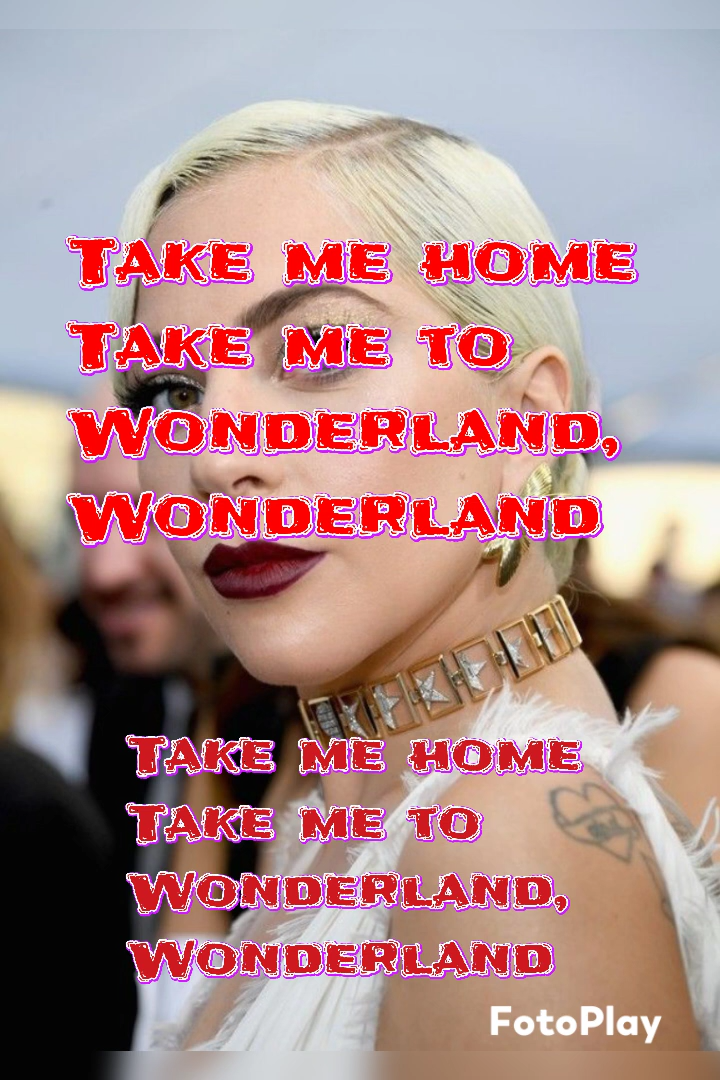 Take me home
Take me to
Wonderland,
Wonderland
Take me home
Take me to
Wonderland,
Wonderland
FotoPlay